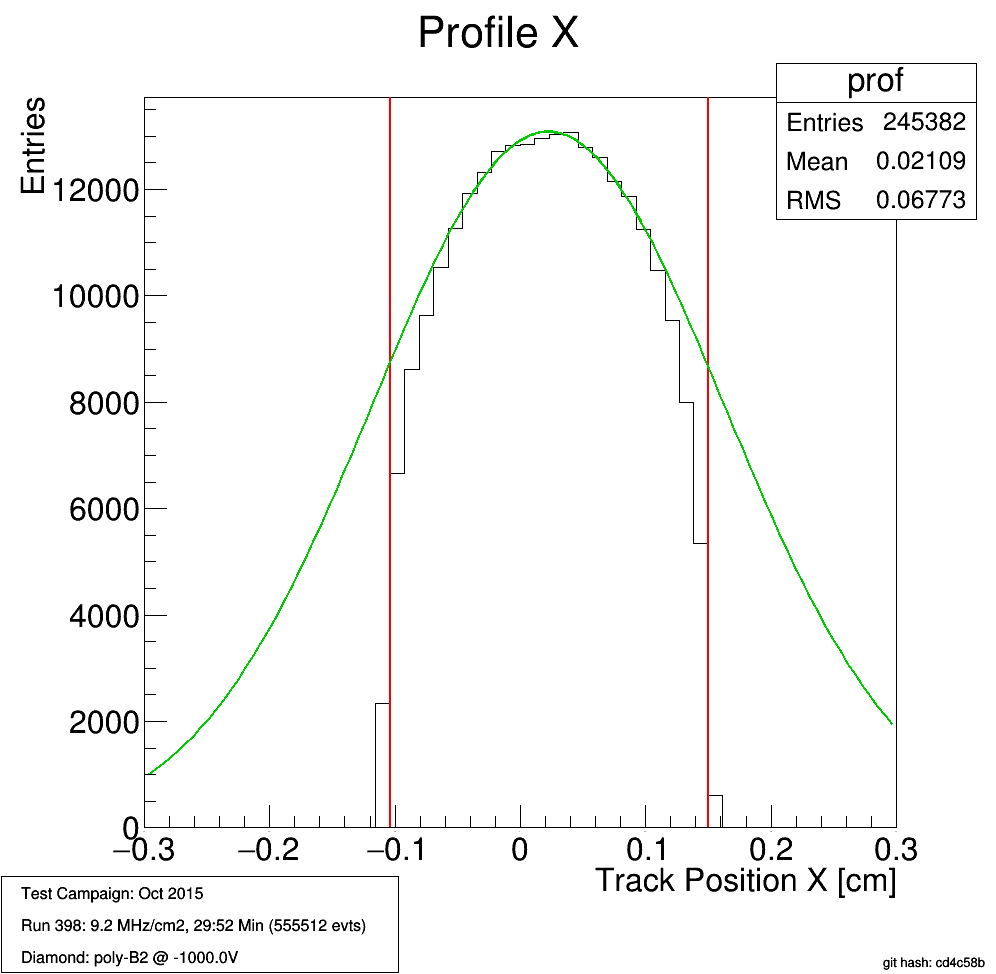 Profile X
prof
Entries 245382
Mean 0.02109
RMS 0.06773
Entries
12000
10000
8000
6000
4000
2000
0
−0.3 −0.2 −0.1 0 0.1 0.2 0.3
Track Position X [cm]
Test Campaign: Oct 2015
Run 398: 9.2 MHz/cm2, 29:52 Min (555512 evts)
Diamond: poly-B2 @ -1000.0V
git hash: cd4c58b